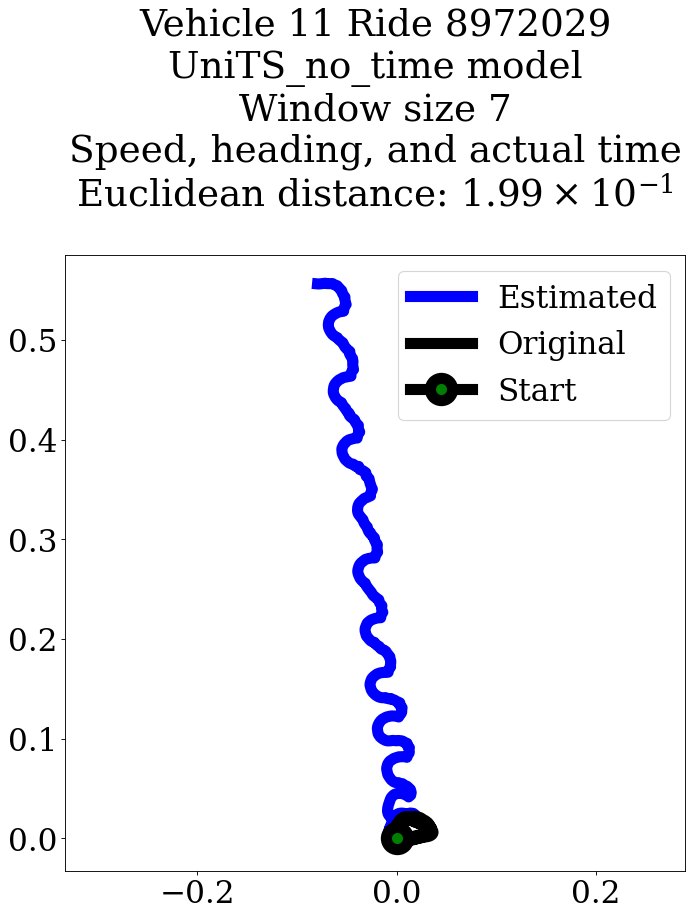 Vehicle 11 Ride 8972029
UniTS_no_time model
Window size 7
Speed, heading, and actual time
Euclidean distance: 1.99 × 10⁻¹
Estimated
Original
Start
0.5
0.4
0.3
0.2
0.1
0.0
−0.2 0.0 0.2